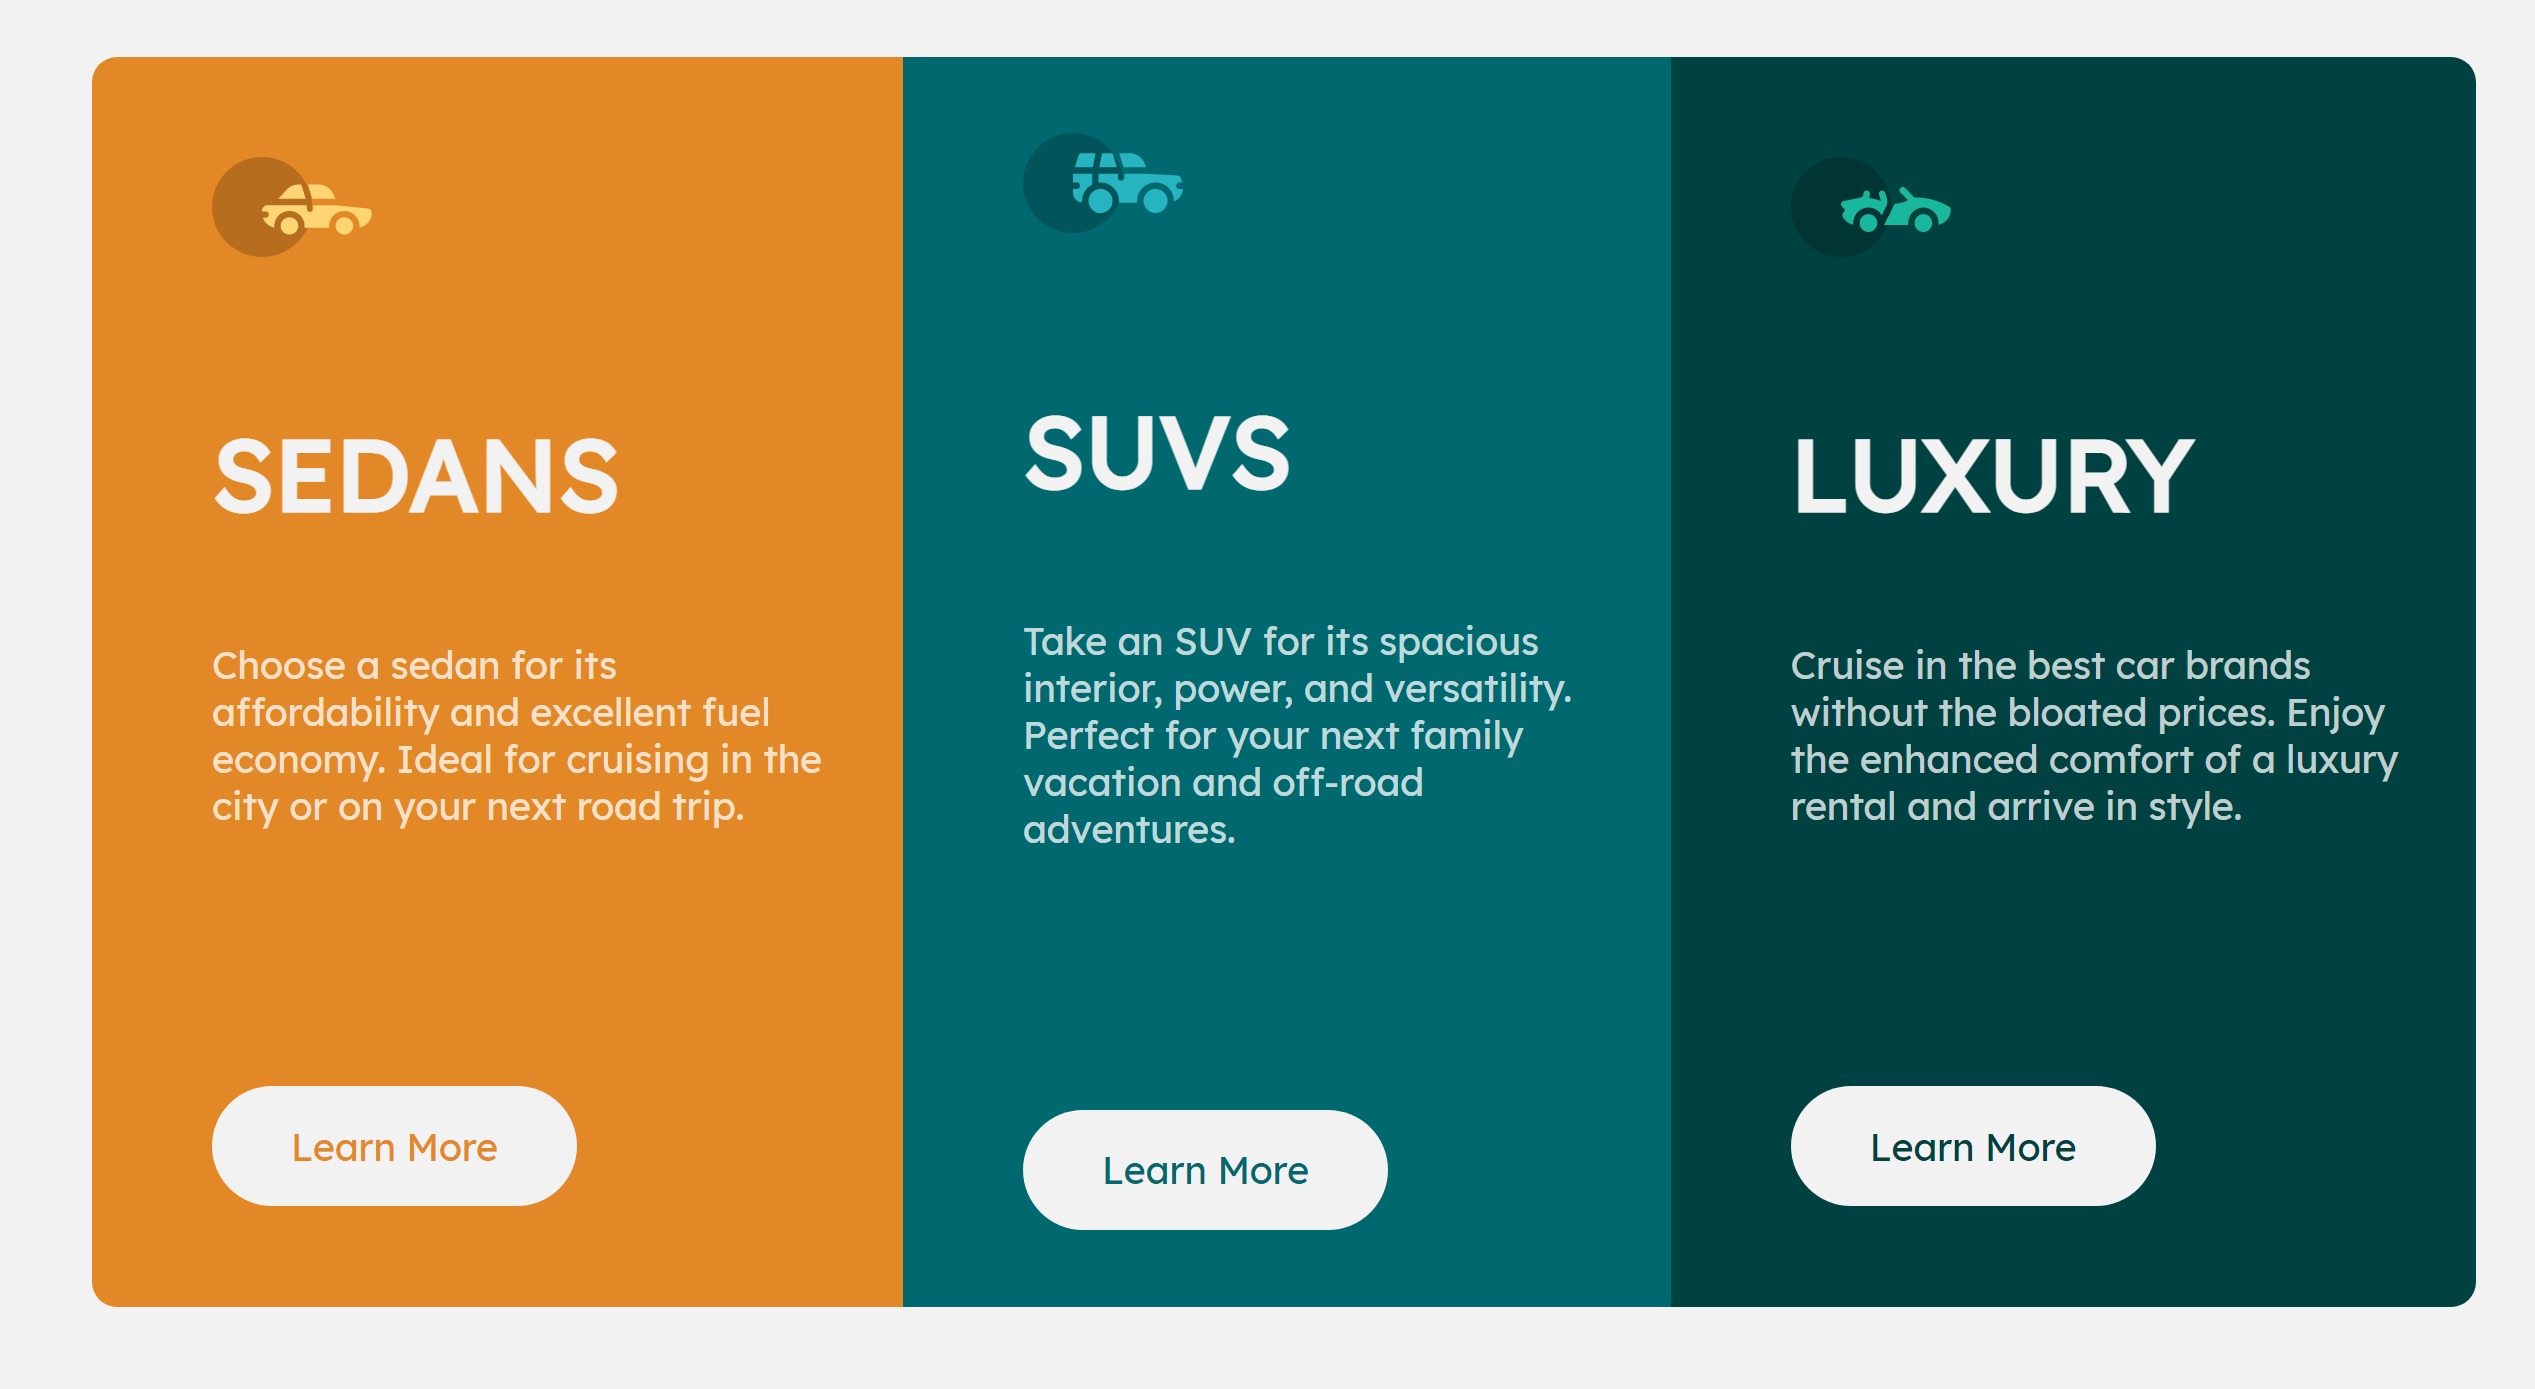 SEDANS
Choose a sedan for its
affordability and excellent fuel
economy. Ideal for cruising in the
city or on your next road trip.
Learn More
SUVS
Take an SUV for its spacious
interior, power, and versatility.
Perfect for your next family
vacation and off-road
adventures.
Learn More
LUXURY
Cruise in the best car brands
without the bloated prices. Enjoy
the enhanced comfort of a luxury
rental and arrive in style.
Learn More